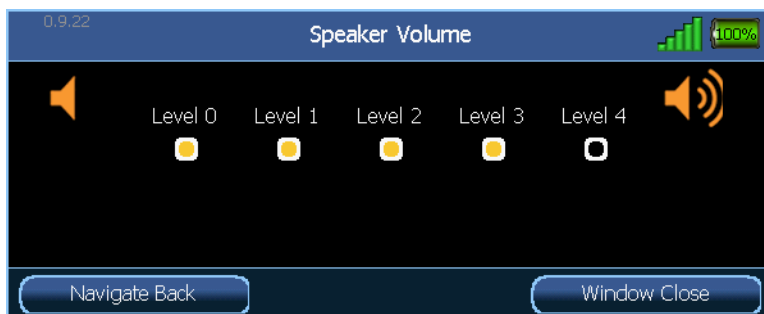 0.9.22
Speaker Volume
100%
Level 0 Level 1 Level 2 Level 3 Level 4
Navigate Back
Window Close